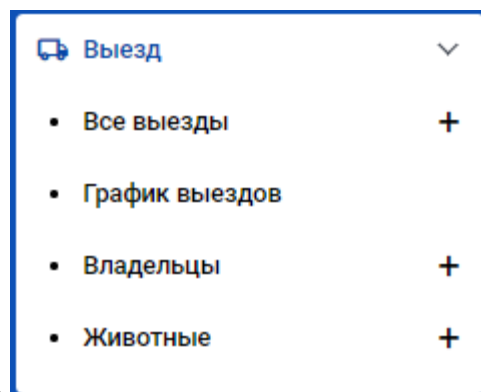 Выезд
• Все выезды +
• График выездов
• Владельцы +
• Животные +